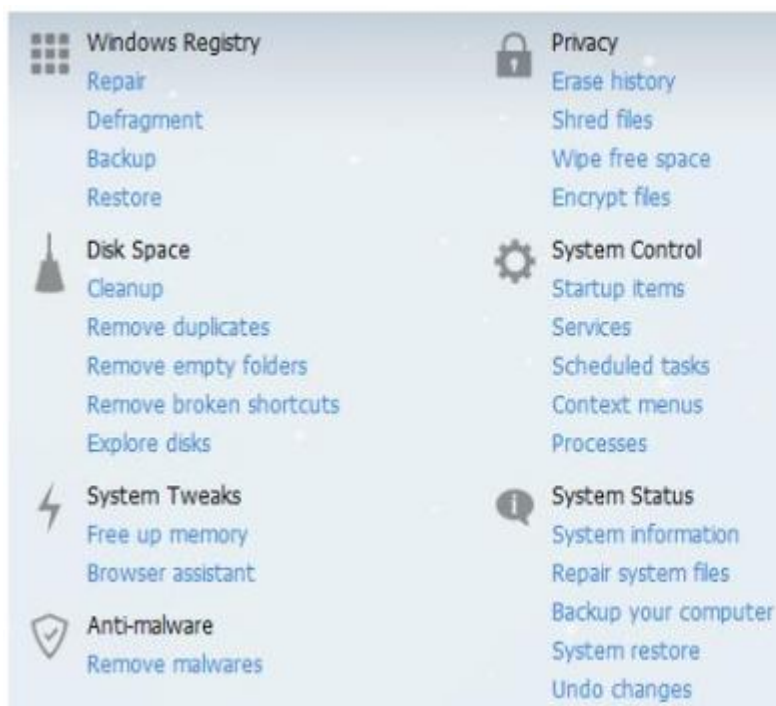 Windows Registry
Repair
Defragment
Backup
Restore
Disk Space
Cleanup
Remove duplicates
Remove empty folders
Remove broken shortcuts
Explore disks
System Tweaks
Free up memory
Browser assistant
Anti-malware
Remove malwares
Privacy
Erase history
Shred files
Wipe free space
Encrypt files
System Control
Startup items
Services
Scheduled tasks
Context menus
Processes
System Status
System information
Repair system files
Backup your computer
System restore
Undo changes